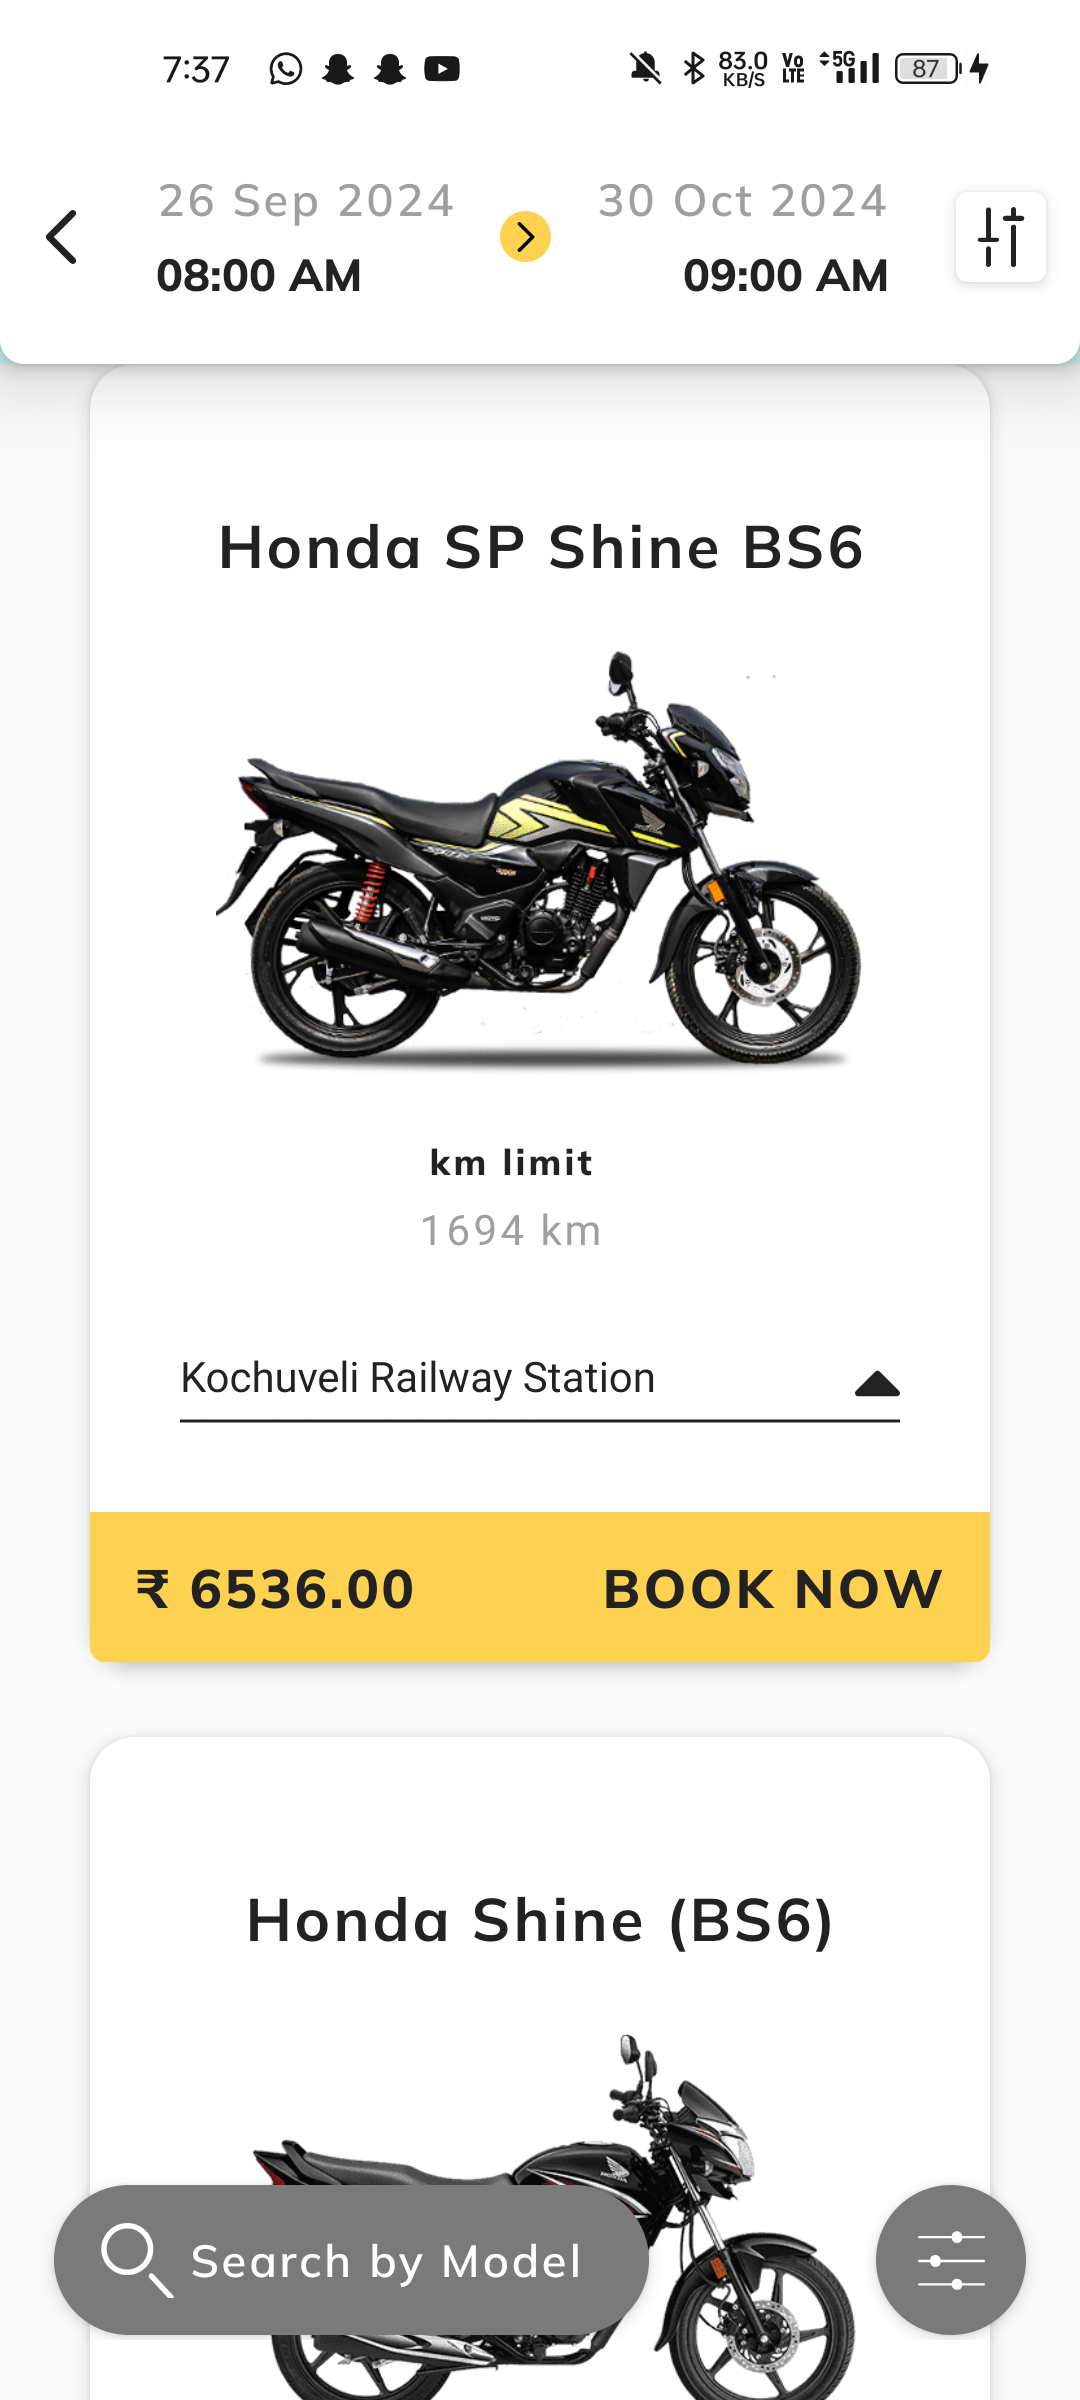 7:37
83.0 KB/S
Vo LTE
5G
87
26 Sep 2024
30 Oct 2024
08:00 AM
09:00 AM
Honda SP Shine BS6
HONDA
km limit
1694 km
Kochuveli Railway Station
₹ 6536.00
BOOK NOW
Honda Shine (BS6)
HONDA
Search by Model